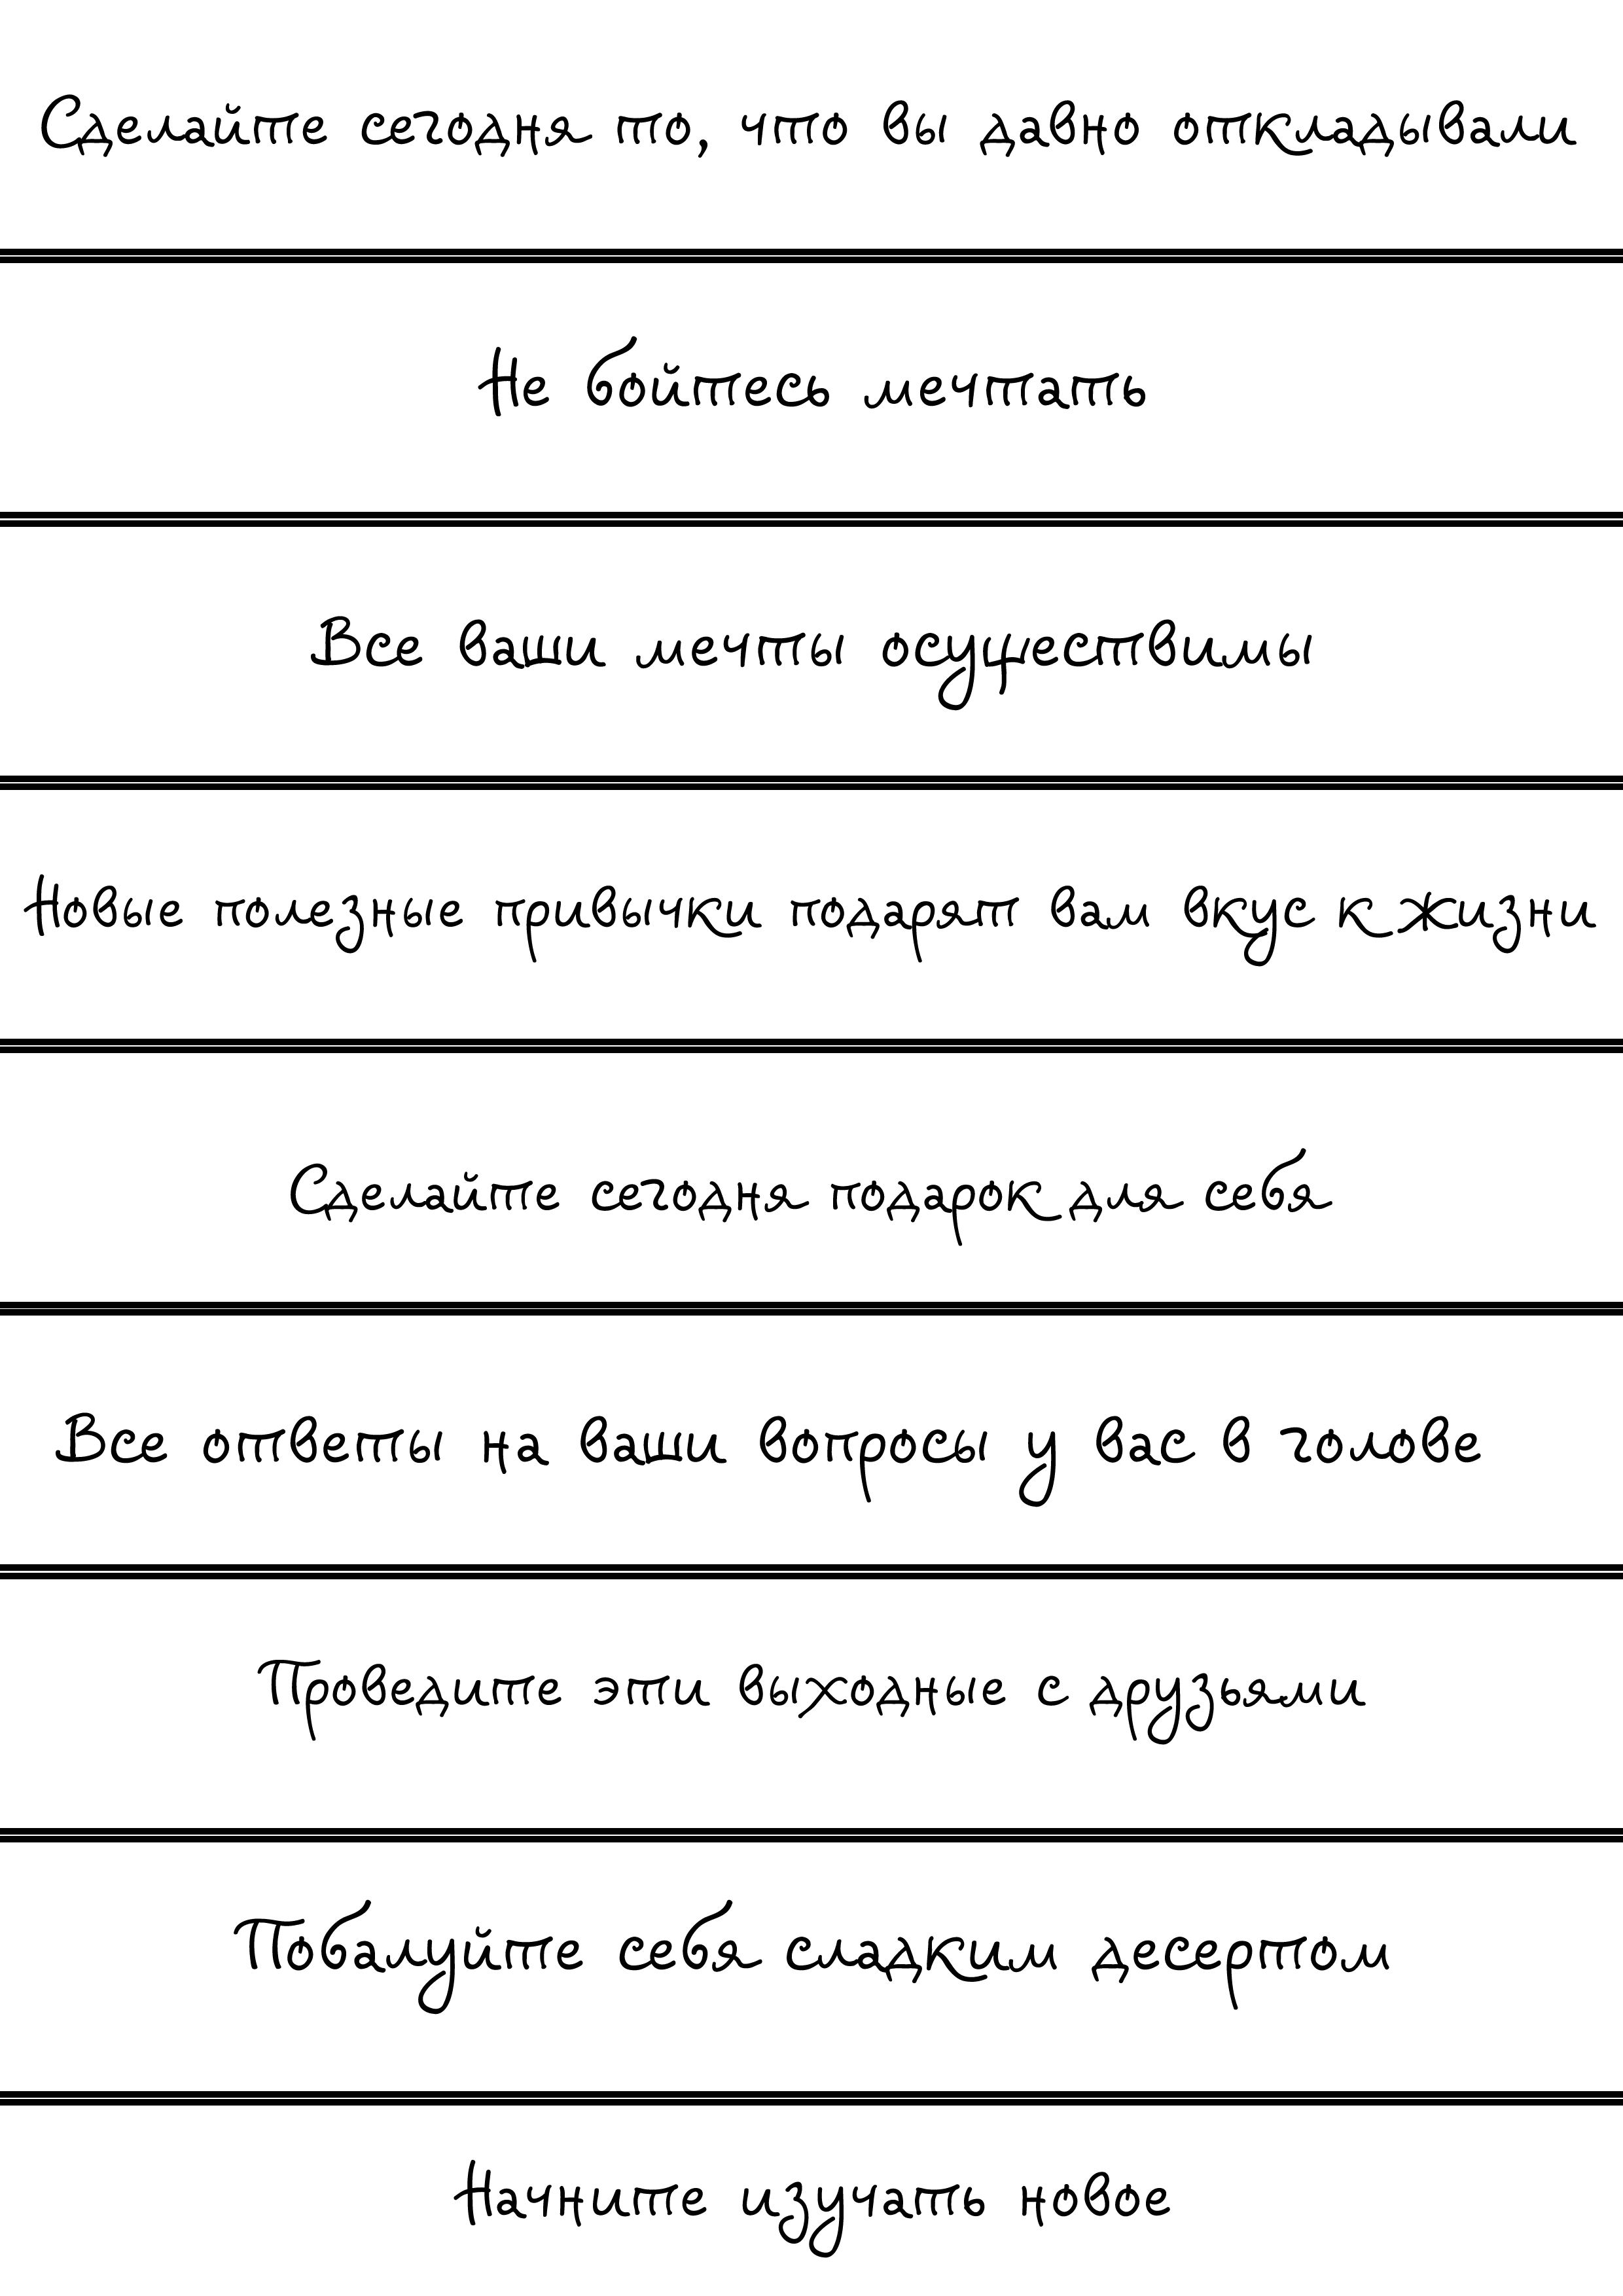 Сделайте сегодня то, что вы давно откладывали
Не бойтесь мечтать
Все ваши мечты осуществимы
Новые полезные привычки подарят вам вкус к жизни
Сделайте сегодня подарок для себя
Все ответы на ваши вопросы у вас в голове
Проведите эти выходные с друзьями
Побалуйте себя сладким десертом
Начните изучать новое